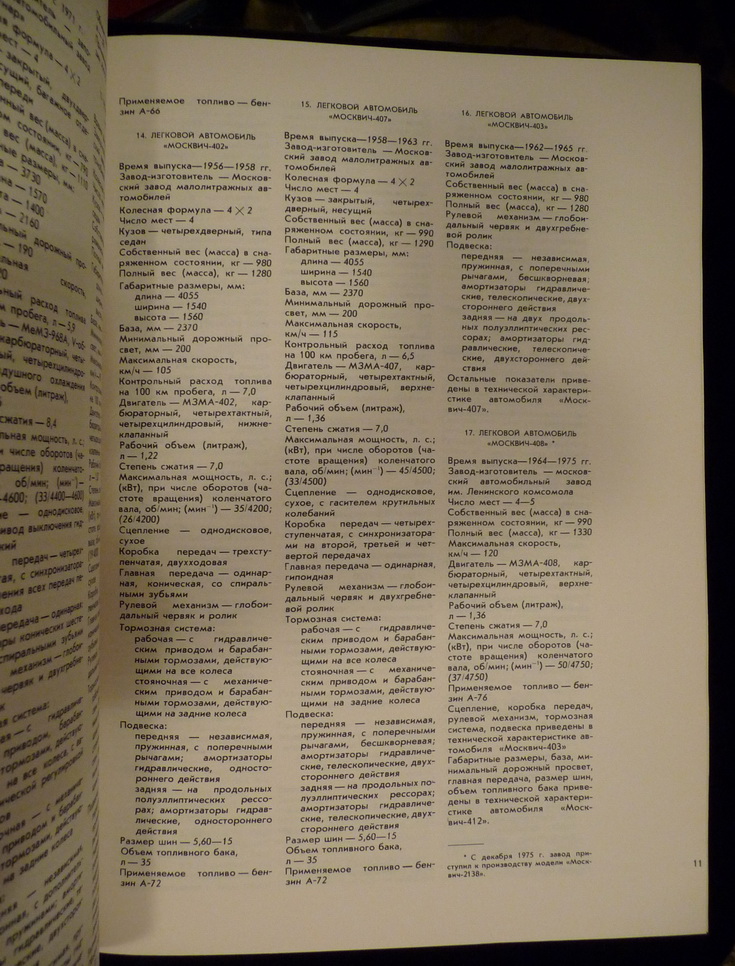 Применяемое топливо — бен-
зин А-66
14. ЛЕГКОВОЙ АВТОМОБИЛЬ
«МОСКВИЧ-402»
Время выпуска—1956—1958 гг.
Завод-изготовитель — Москов-
ский завод малолитражных ав-
томобилей
Колесная формула — 4 × 2
Число мест — 4
Кузов — четырехдверный, типа
седан
Собственный вес (масса) в сна-
ряженном состоянии, кг — 980
Полный вес (масса), кг — 1280
Габаритные размеры, мм:
длина — 4055
ширина — 1540
высота — 1560
База, мм — 2370
Минимальный дорожный про-
свет, мм — 200
Максимальная скорость,
км/ч — 105
Контрольный расход топлива
на 100 км пробега, л — 7,0
Двигатель — МЗМА-402, кар-
бюраторный, четырехтактный,
четырехцилиндровый, нижне-
клапанный
Рабочий объем (литраж),
л — 1,22
Степень сжатия — 7,0
Максимальная мощность, л. с.;
(кВт), при числе оборотов (ча-
стоте вращения) коленчатого
вала, об/мин; (мин⁻¹) — 35/4200;
(26/4200)
Сцепление — однодисковое,
сухое
Коробка передач — трехсту-
пенчатая, двухходовая
Главная передача — одинар-
ная, коническая, со спираль-
ными зубьями
Рулевой механизм — глобои-
дальный червяк и ролик
Тормозная система:
рабочая — с гидравличе-
ским приводом и барабан-
ными тормозами, действую-
щими на все колеса
стояночная — с механиче-
ским приводом и барабан-
ными тормозами, действую-
щими на задние колеса
Подвеска:
передняя — независимая,
пружинная, с поперечными
рычагами; амортизаторы
гидравлические, односто-
роннего действия
задняя — на продольных
полуэллиптических рессо-
рах; амортизаторы гидрав-
лические, одностороннего
действия
Размер шин — 5,60—15
Объем топливного бака,
л — 35
Применяемое топливо — бен-
зин А-72
15. ЛЕГКОВОЙ АВТОМОБИЛЬ
«МОСКВИЧ-407»
Время выпуска—1958—1963 гг.
Завод-изготовитель — Москов-
ский завод малолитражных ав-
томобилей
Колесная формула — 4 × 2
Число мест — 4
Кузов — закрытый, четырех-
дверный, несущий
Собственный вес (масса) в сна-
ряженном состоянии, кг — 990
Полный вес (масса), кг — 1290
Габаритные размеры, мм:
длина — 4055
ширина — 1540
высота — 1560
База, мм — 2370
Минимальный дорожный про-
свет, мм — 200
Максимальная скорость,
км/ч — 115
Контрольный расход топлива
на 100 км пробега, л — 6,5
Двигатель — МЗМА-407, кар-
бюраторный, четырехтактный,
четырехцилиндровый, верхне-
клапанный
Рабочий объем (литраж),
л — 1,36
Степень сжатия — 7,0
Максимальная мощность, л. с.;
(кВт), при числе оборотов (ча-
стоте вращения) коленчатого
вала, об/мин; (мин⁻¹) — 45/4500;
(33/4500)
Сцепление — однодисковое,
сухое, с гасителем крутильных
колебаний
Коробка передач — четырех-
ступенчатая, с синхронизатора-
ми на второй, третьей и чет-
вертой передачах
Главная передача — одинарная,
гипоидная
Рулевой механизм — глобои-
дальный червяк и двухгребне-
вой ролик
Тормозная система:
рабочая — с гидравличе-
ским приводом и барабан-
ными тормозами, действую-
щими на все колеса
стояночная — с механиче-
ским приводом и барабан-
ными тормозами, действую-
щими на задние колеса
Подвеска:
передняя — независимая,
пружинная, с поперечными
рычагами, бесшкворневая;
амортизаторы гидравличе-
ские, телескопические, двух-
стороннего действия
задняя — на продольных по-
луэллиптических рессорах;
амортизаторы гидравличе-
ские, телескопические, двух-
стороннего действия
Размер шин — 5,60—15
Объем топливного бака,
л — 35
Применяемое топливо — бен-
зин А-72
16. ЛЕГКОВОЙ АВТОМОБИЛЬ
«МОСКВИЧ-403»
Время выпуска—1962—1965 гг.
Завод-изготовитель — Москов-
ский завод малолитражных ав-
томобилей
Собственный вес (масса) в сна-
ряженном состоянии, кг — 980
Полный вес (масса), кг — 1280
Рулевой механизм — глобои-
дальный червяк и двухгребне-
вой ролик
Подвеска:
передняя — независимая,
пружинная, с поперечными
рычагами, бесшкворневая;
амортизаторы гидравличе-
ские, телескопические, двух-
стороннего действия
задняя — на двух продоль-
ных полуэллиптических рес-
сорах; амортизаторы гид-
равлические, телескопиче-
ские, двухстороннего дей-
ствия
Остальные показатели приве-
дены в технической характери-
стике автомобиля «Моск-
вич-407».
17. ЛЕГКОВОЙ АВТОМОБИЛЬ
«МОСКВИЧ-408» *
Время выпуска—1964—1975 гг.
Завод-изготовитель — москов-
ский автомобильный завод
им. Ленинского комсомола
Число мест — 4—5
Собственный вес (масса) в сна-
ряженном состоянии, кг — 990
Полный вес (масса), кг — 1330
Максимальная скорость,
км/ч — 120
Двигатель — МЗМА-408, кар-
бюраторный, четырехтактный,
четырехцилиндровый, верхне-
клапанный
Рабочий объем (литраж),
л — 1,36
Степень сжатия — 7,0
Максимальная мощность, л. с.;
(кВт), при числе оборотов (ча-
стоте вращения) коленчатого
вала, об/мин; (мин⁻¹) — 50/4750;
(37/4750)
Применяемое топливо — бен-
зин А-76
Сцепление, коробка передач,
рулевой механизм, тормозная
система, подвеска приведены в
технической характеристике ав-
томобиля «Москвич-403»
Габаритные размеры, база, ми-
нимальный дорожный просвет,
главная передача, размер шин,
объем топливного бака приве-
дены в технической характери-
стике автомобиля «Моск-
вич-412».
* С декабря 1975 г. завод при-
ступил к производству модели «Моск-
вич-2138».
11